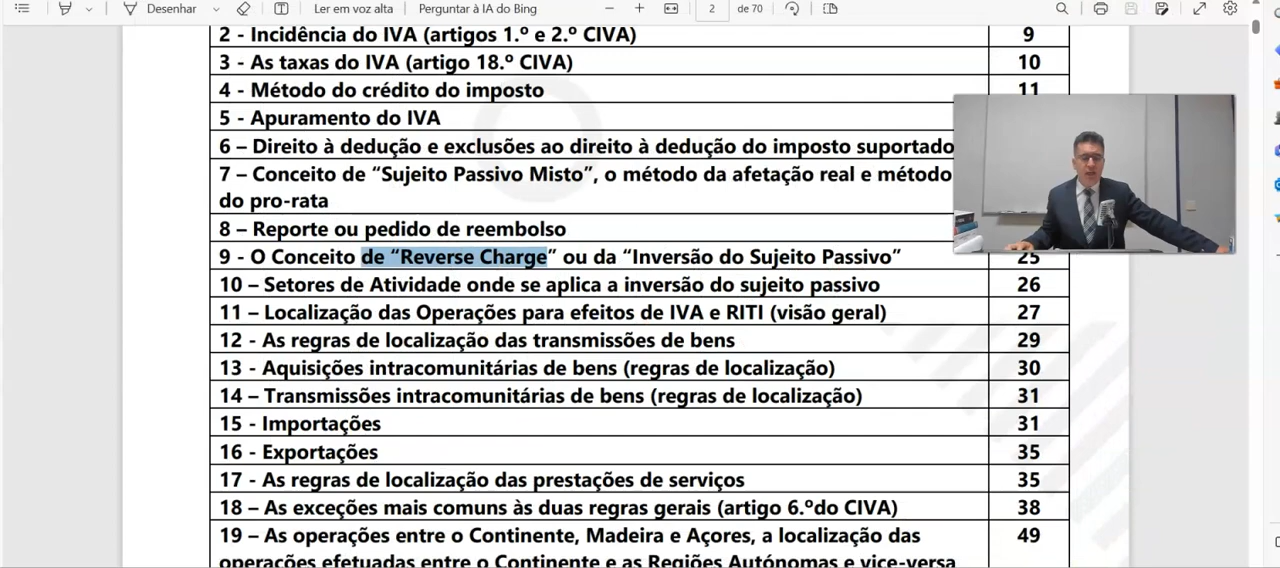 Desenhar
Ler em voz alta
Perguntar à IA do Bing
2
de 70
2 - Incidência do IVA (artigos 1.º e 2.º CIVA) 9
3 - As taxas do IVA (artigo 18.º CIVA) 10
4 - Método do crédito do imposto 11
5 - Apuramento do IVA
6 – Direito à dedução e exclusões ao direito à dedução do imposto suportado
7 – Conceito de “Sujeito Passivo Misto”, o método da afetação real e método
do pro-rata
8 – Reporte ou pedido de reembolso
9 - O Conceito de “Reverse Charge” ou da “Inversão do Sujeito Passivo” 25
10 – Setores de Atividade onde se aplica a inversão do sujeito passivo 26
11 – Localização das Operações para efeitos de IVA e RITI (visão geral) 27
12 - As regras de localização das transmissões de bens 29
13 - Aquisições intracomunitárias de bens (regras de localização) 30
14 – Transmissões intracomunitárias de bens (regras de localização) 31
15 - Importações 31
16 - Exportações 35
17 - As regras de localização das prestações de serviços 35
18 – As exceções mais comuns às duas regras gerais (artigo 6.ºdo CIVA) 38
19 – As operações entre o Continente, Madeira e Açores, a localização das 49
operações efetuadas entre o Continente e as Regiões Autónomas e vice-versa